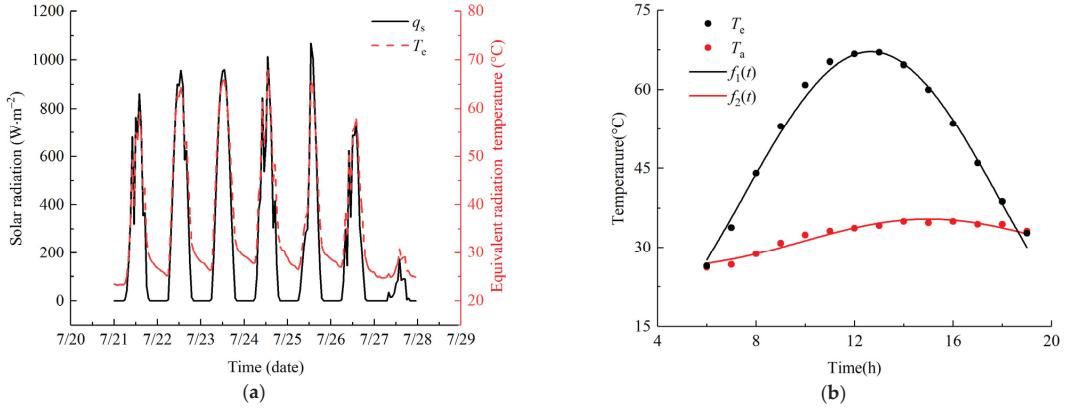 qs
Te
Solar radiation (W·m−2)
1200
1000
800
600
400
200
0
80
70
60
50
40
30
20
Equivalent radiation temperature (°C)
7/20 7/21 7/22 7/23 7/24 7/25 7/26 7/27 7/28 7/29
Time (date)
(a)
Te
Ta
f1(t)
f2(t)
Temperarure(°C)
75
60
45
30
15
4 8 12 16 20
Time(h)
(b)